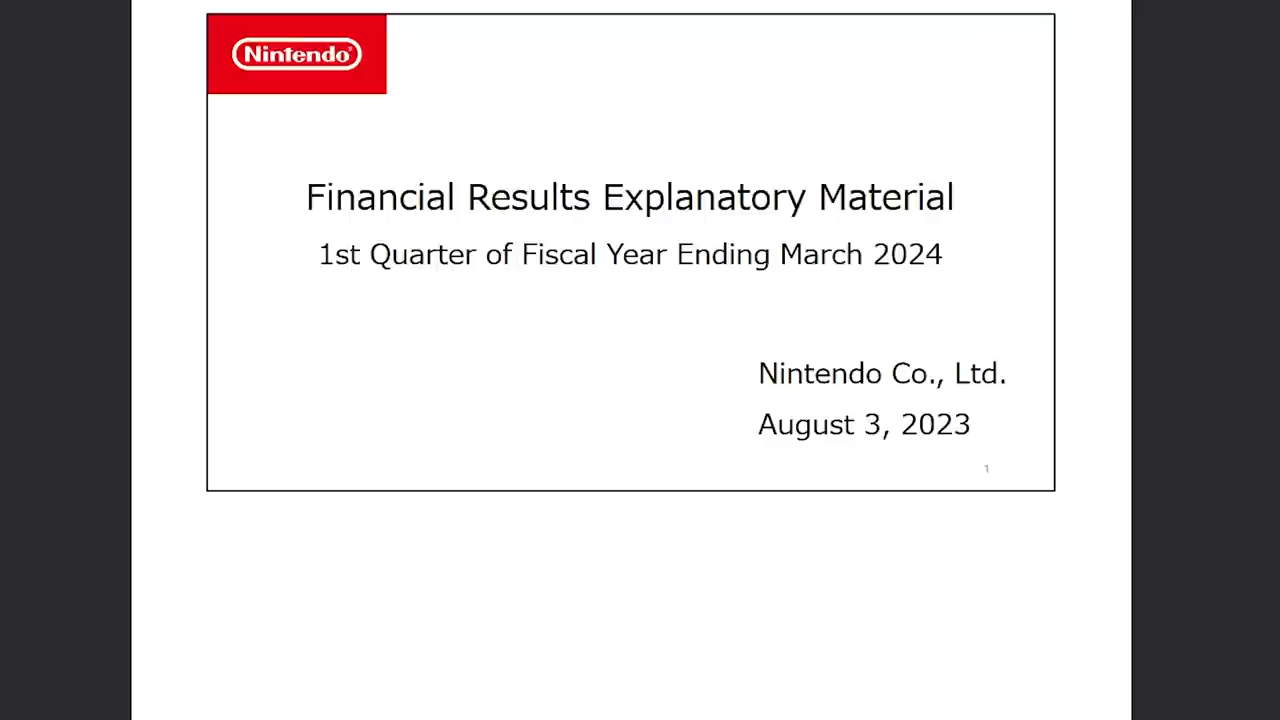 Nintendo
Financial Results Explanatory Material
1st Quarter of Fiscal Year Ending March 2024
Nintendo Co., Ltd.
August 3, 2023
1